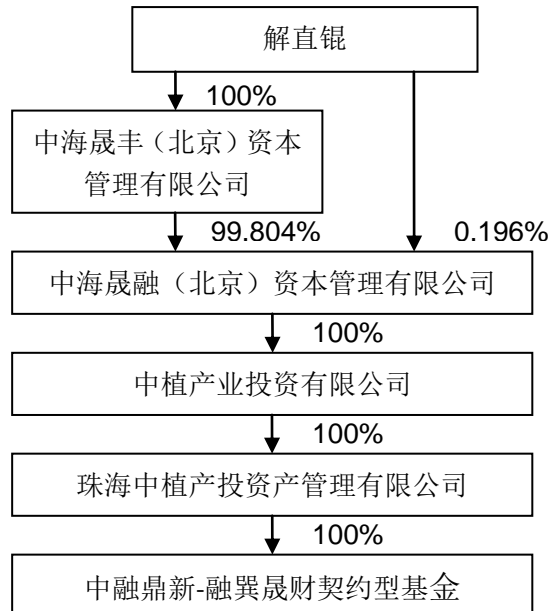 解直锟
100%
中海晟丰（北京）资本
管理有限公司
99.804%
0.196%
中海晟融（北京）资本管理有限公司
100%
中植产业投资有限公司
100%
珠海中植产投资产管理有限公司
100%
中融鼎新-融巽晟财契约型基金